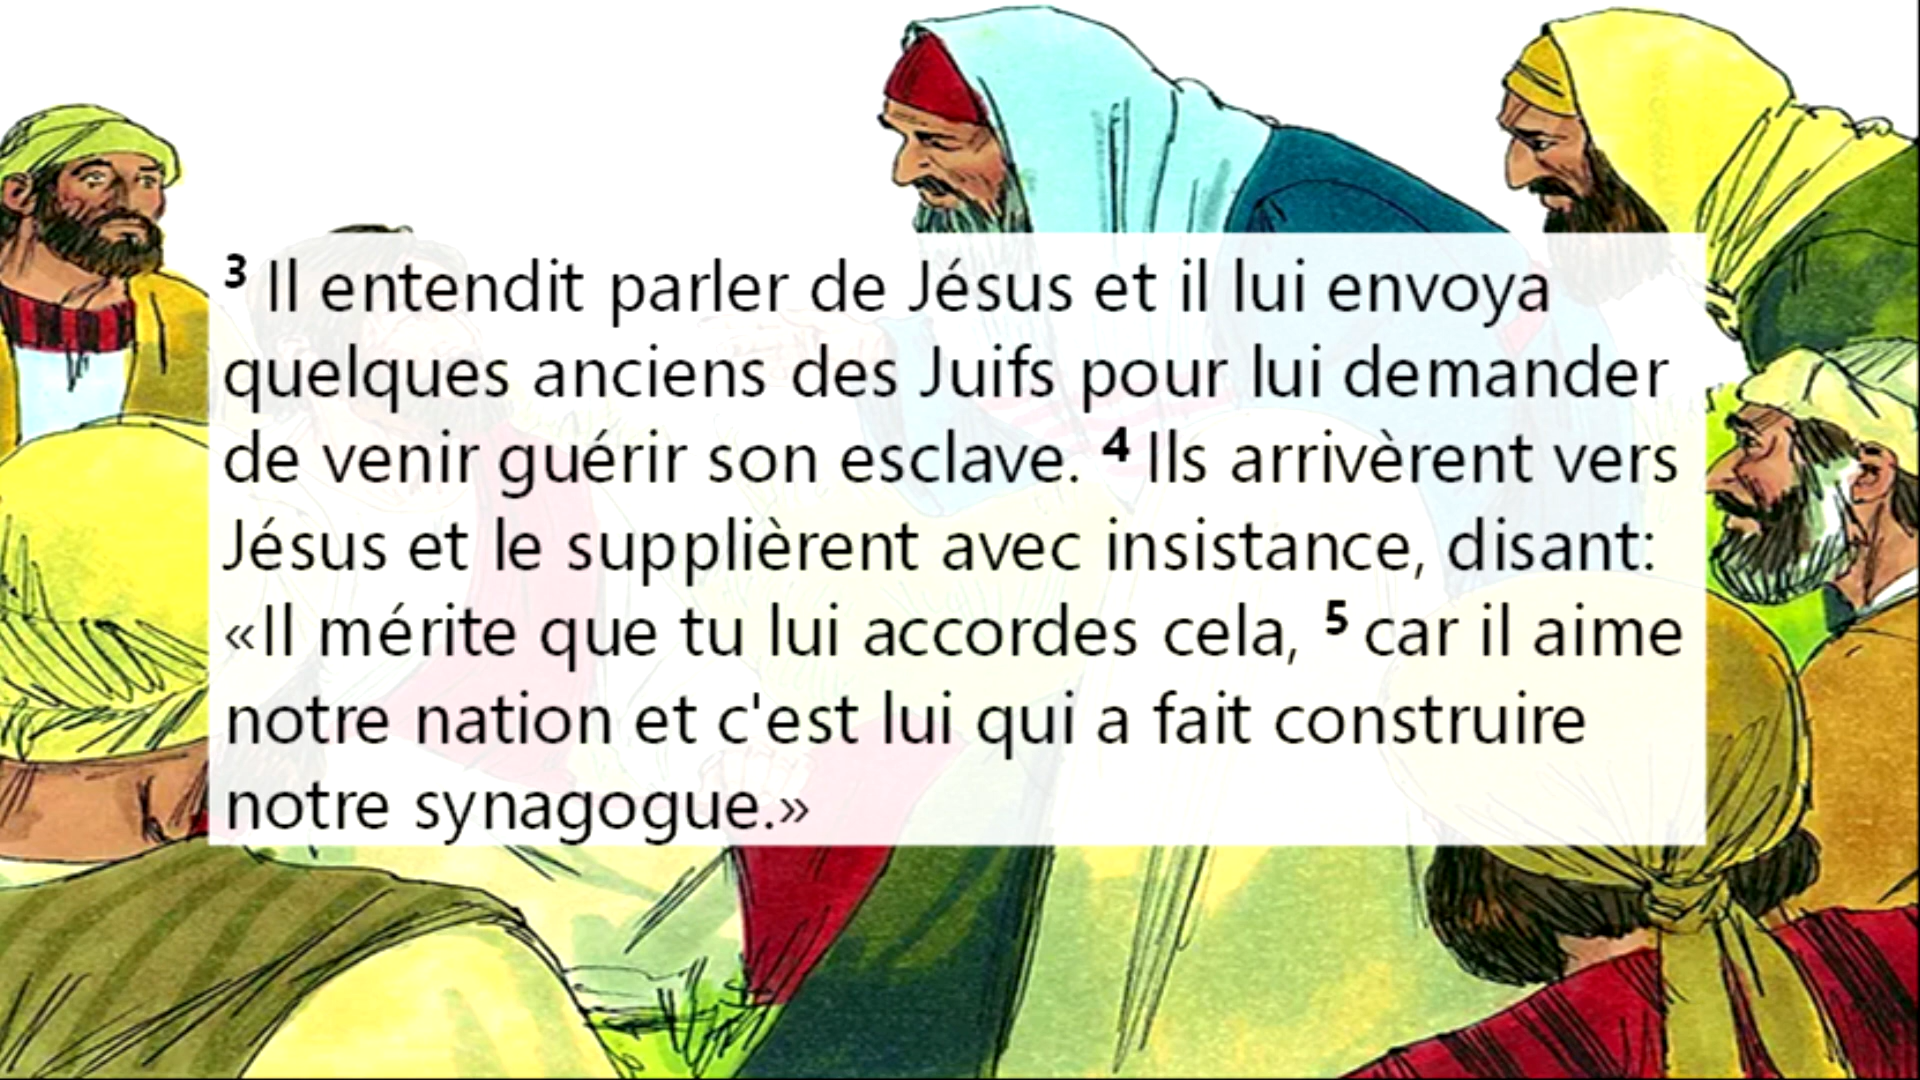 3 Il entendit parler de Jésus et il lui envoya
quelques anciens des Juifs pour lui demander
de venir guérir son esclave. 4 Ils arrivèrent vers
Jésus et le supplièrent avec insistance, disant:
«Il mérite que tu lui accordes cela, 5 car il aime
notre nation et c'est lui qui a fait construire
notre synagogue.»